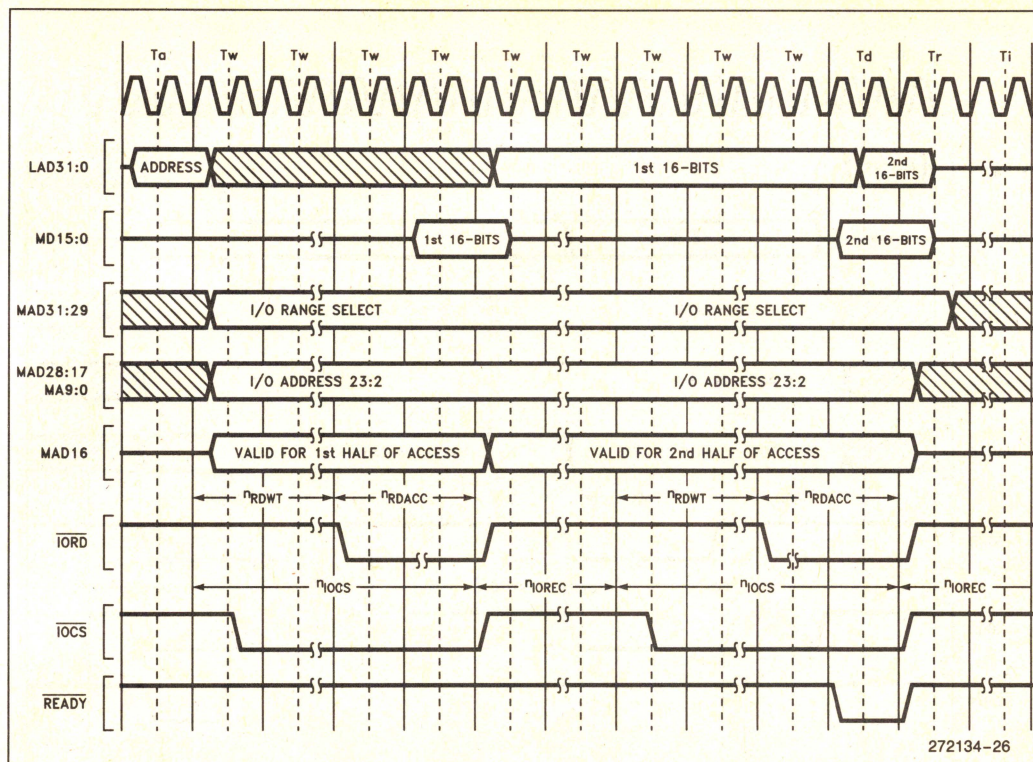 Ta Tw Tw Tw Tw Tw Tw Tw Tw Tw Td Tr Ti
LAD31:0 ADDRESS 1st 16-BITS 2nd 16-BITS
MD15:0 1st 16-BITS 2nd 16-BITS
MAD31:29 I/O RANGE SELECT I/O RANGE SELECT
MAD28:17
MA9:0
I/O ADDRESS 23:2 I/O ADDRESS 23:2
MAD16 VALID FOR 1st HALF OF ACCESS VALID FOR 2nd HALF OF ACCESS
nRDWT nRDACC nRDWT nRDACC
IORD
nIOCS nIOREC nIOCS nIOREC
IOCS
READY
272134-26